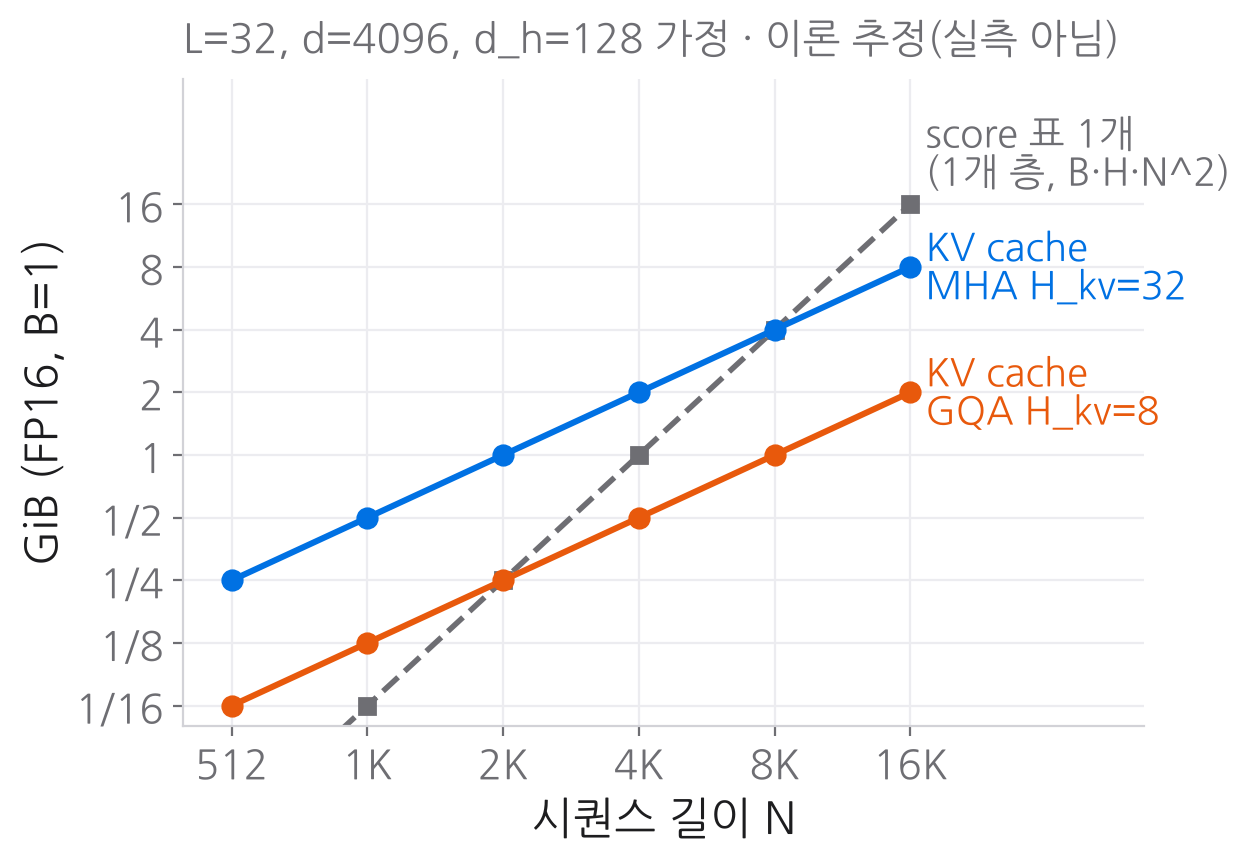 L=32, d=4096, d_h=128 가정 · 이론 추정(실측 아님)
score 표 1개
(1개 층, B·H·N^2)
KV cache
MHA H_kv=32
KV cache
GQA H_kv=8
GiB (FP16, B=1)
16
8
4
2
1
1/2
1/4
1/8
1/16
512
1K
2K
4K
8K
16K
시퀀스 길이 N